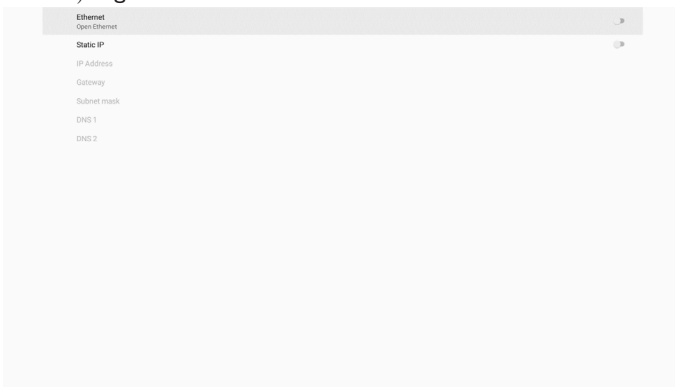 Ethernet
Open Ethernet
Static IP
IP Address
Gateway
Subnet mask
DNS 1
DNS 2